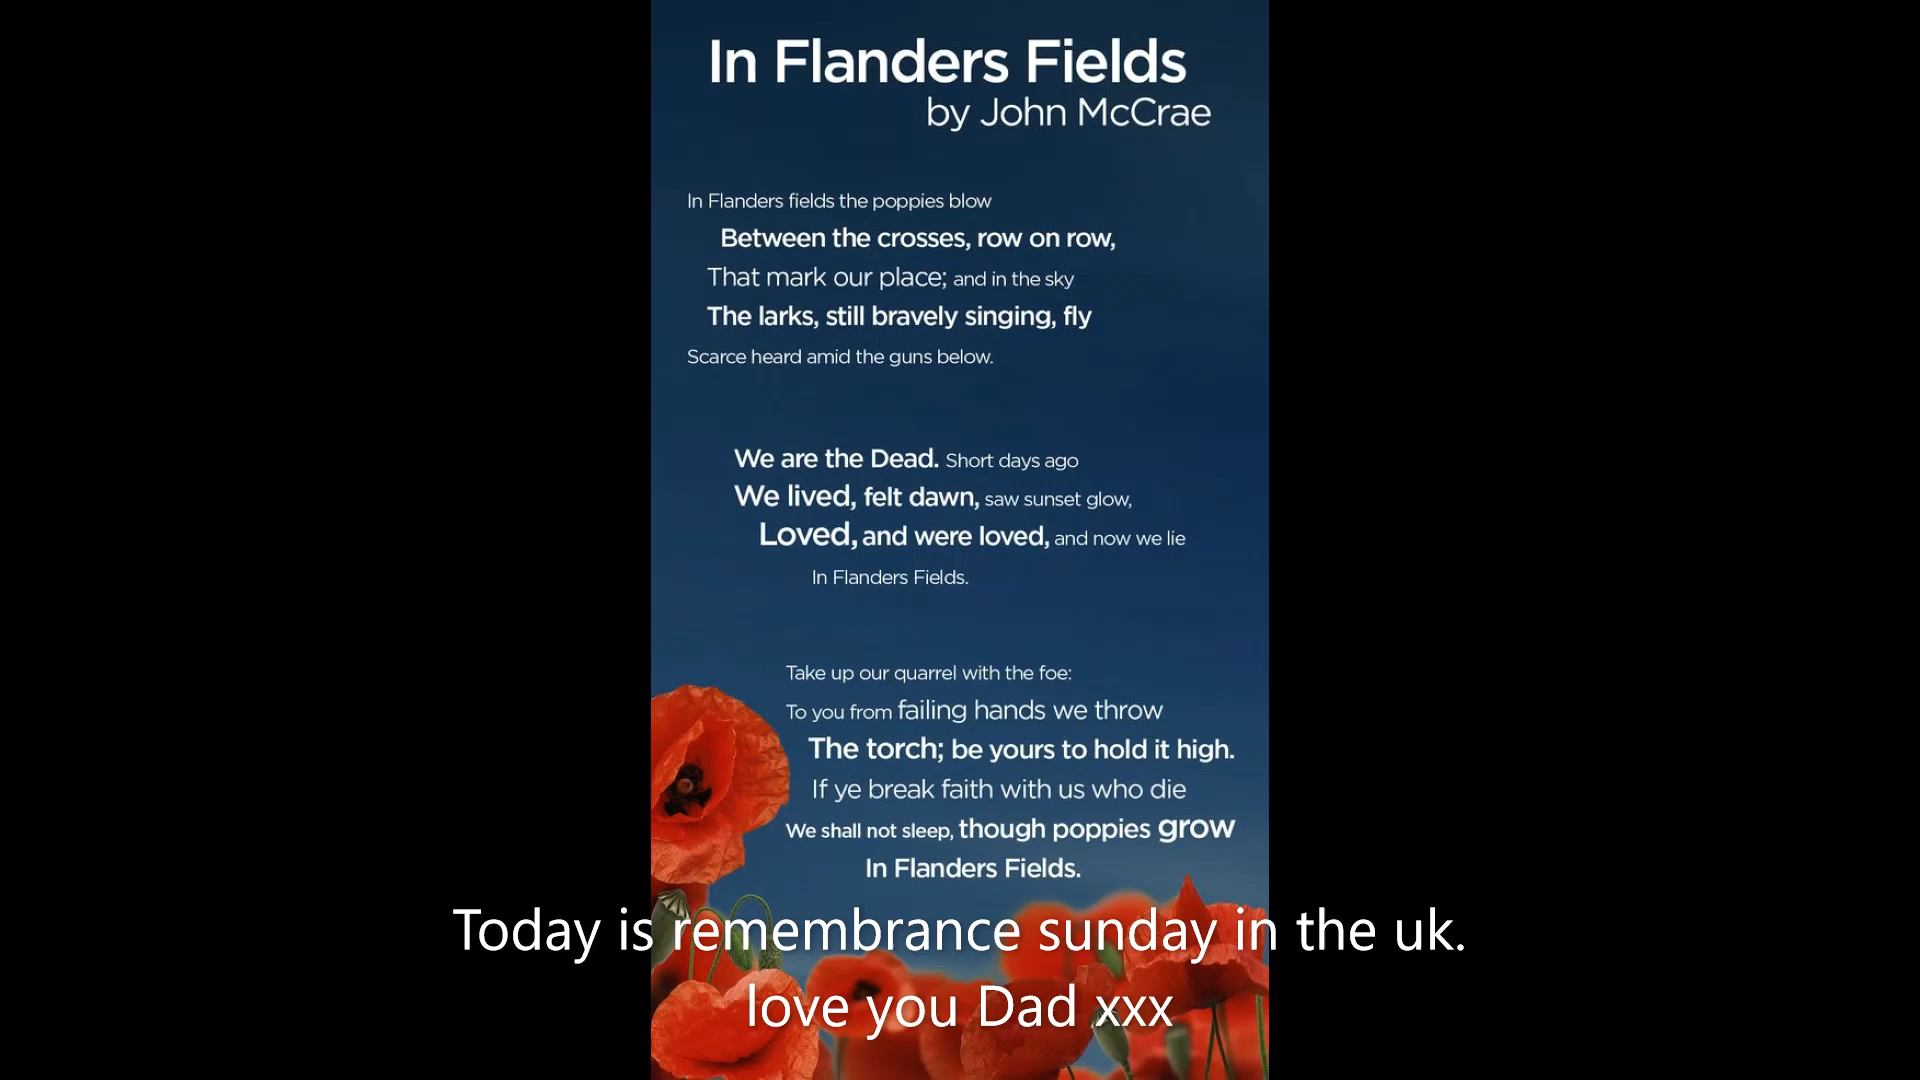 In Flanders Fields
by John McCrae
In Flanders fields the poppies blow
Between the crosses, row on row,
That mark our place; and in the sky
The larks, still bravely singing, fly
Scarce heard amid the guns below.
We are the Dead. Short days ago
We lived, felt dawn, saw sunset glow,
Loved, and were loved, and now we lie
In Flanders Fields.
Take up our quarrel with the foe:
To you from failing hands we throw
The torch; be yours to hold it high.
If ye break faith with us who die
We shall not sleep, though poppies grow
In Flanders Fields.
Today is remembrance sunday in the uk.
love you Dad xxx